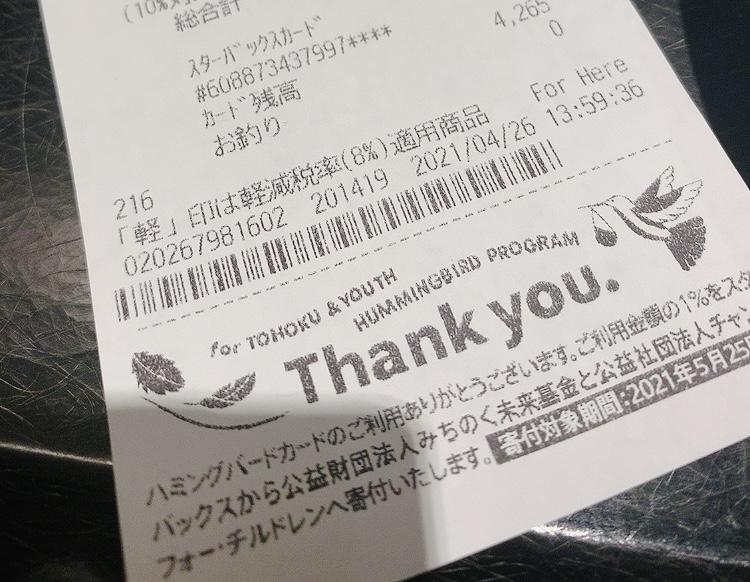 (10%
総合計
スターバックスカード
#608873437997****
カード残高 4,265
お釣り 0
For Here
216
「軽」印は軽減税率(8%)適用商品
020267981602 201419 2021/04/26 13:59:36
for TOHOKU & YOUTH
HUMMINGBIRD PROGRAM
Thank you.
ハミングバードカードのご利用ありがとうございます。ご利用金額の1%をスタ
バックスから公益財団法人みちのく未来基金と公益社団法人チャン
フォー・チルドレンへ寄付いたします。 寄付対象期間:2021年5月25